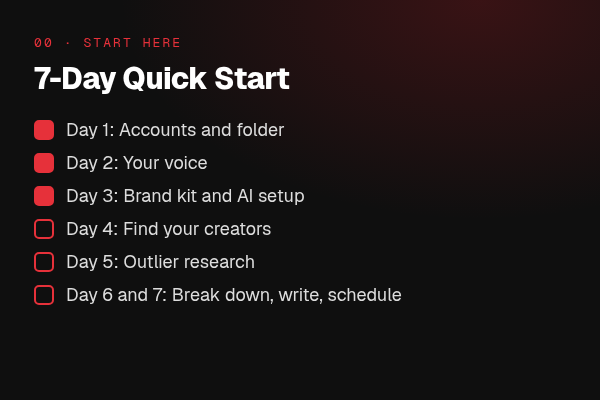 00 · START HERE
7-Day Quick Start
Day 1: Accounts and folder
Day 2: Your voice
Day 3: Brand kit and AI setup
Day 4: Find your creators
Day 5: Outlier research
Day 6 and 7: Break down, write, schedule